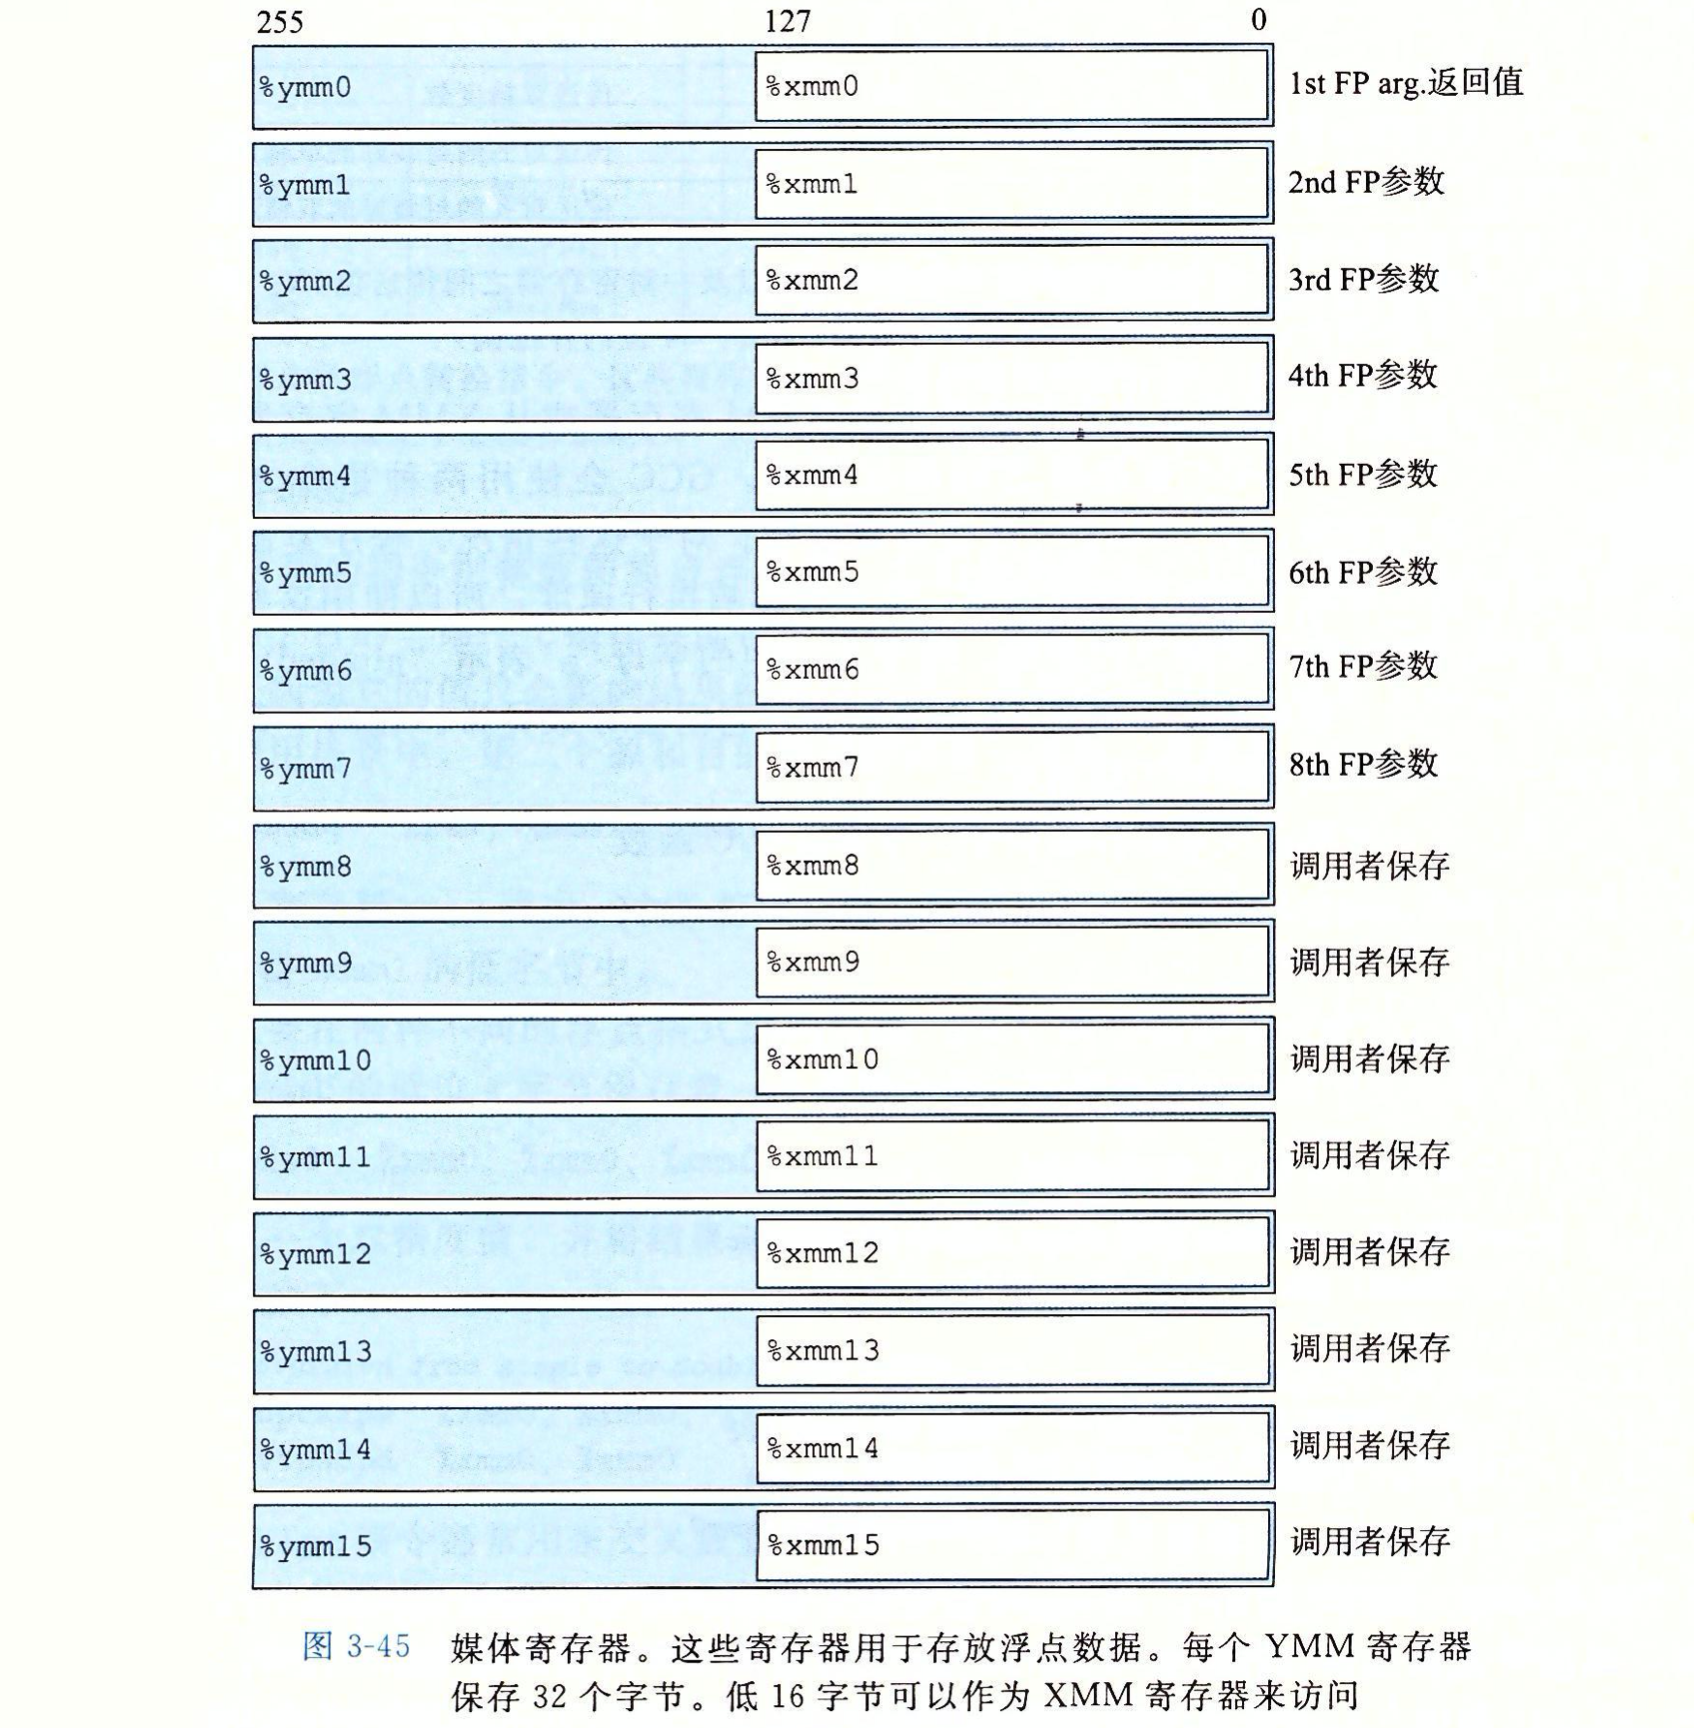 255 127 0
%ymm0 %xmm0 1st FP arg.返回值
%ymm1 %xmm1 2nd FP参数
%ymm2 %xmm2 3rd FP参数
%ymm3 %xmm3 4th FP参数
%ymm4 %xmm4 5th FP参数
%ymm5 %xmm5 6th FP参数
%ymm6 %xmm6 7th FP参数
%ymm7 %xmm7 8th FP参数
%ymm8 %xmm8 调用者保存
%ymm9 %xmm9 调用者保存
%ymm10 %xmm10 调用者保存
%ymm11 %xmm11 调用者保存
%ymm12 %xmm12 调用者保存
%ymm13 %xmm13 调用者保存
%ymm14 %xmm14 调用者保存
%ymm15 %xmm15 调用者保存
图 3-45 媒体寄存器。这些寄存器用于存放浮点数据。每个 YMM 寄存器
保存 32 个字节。低 16 字节可以作为 XMM 寄存器来访问